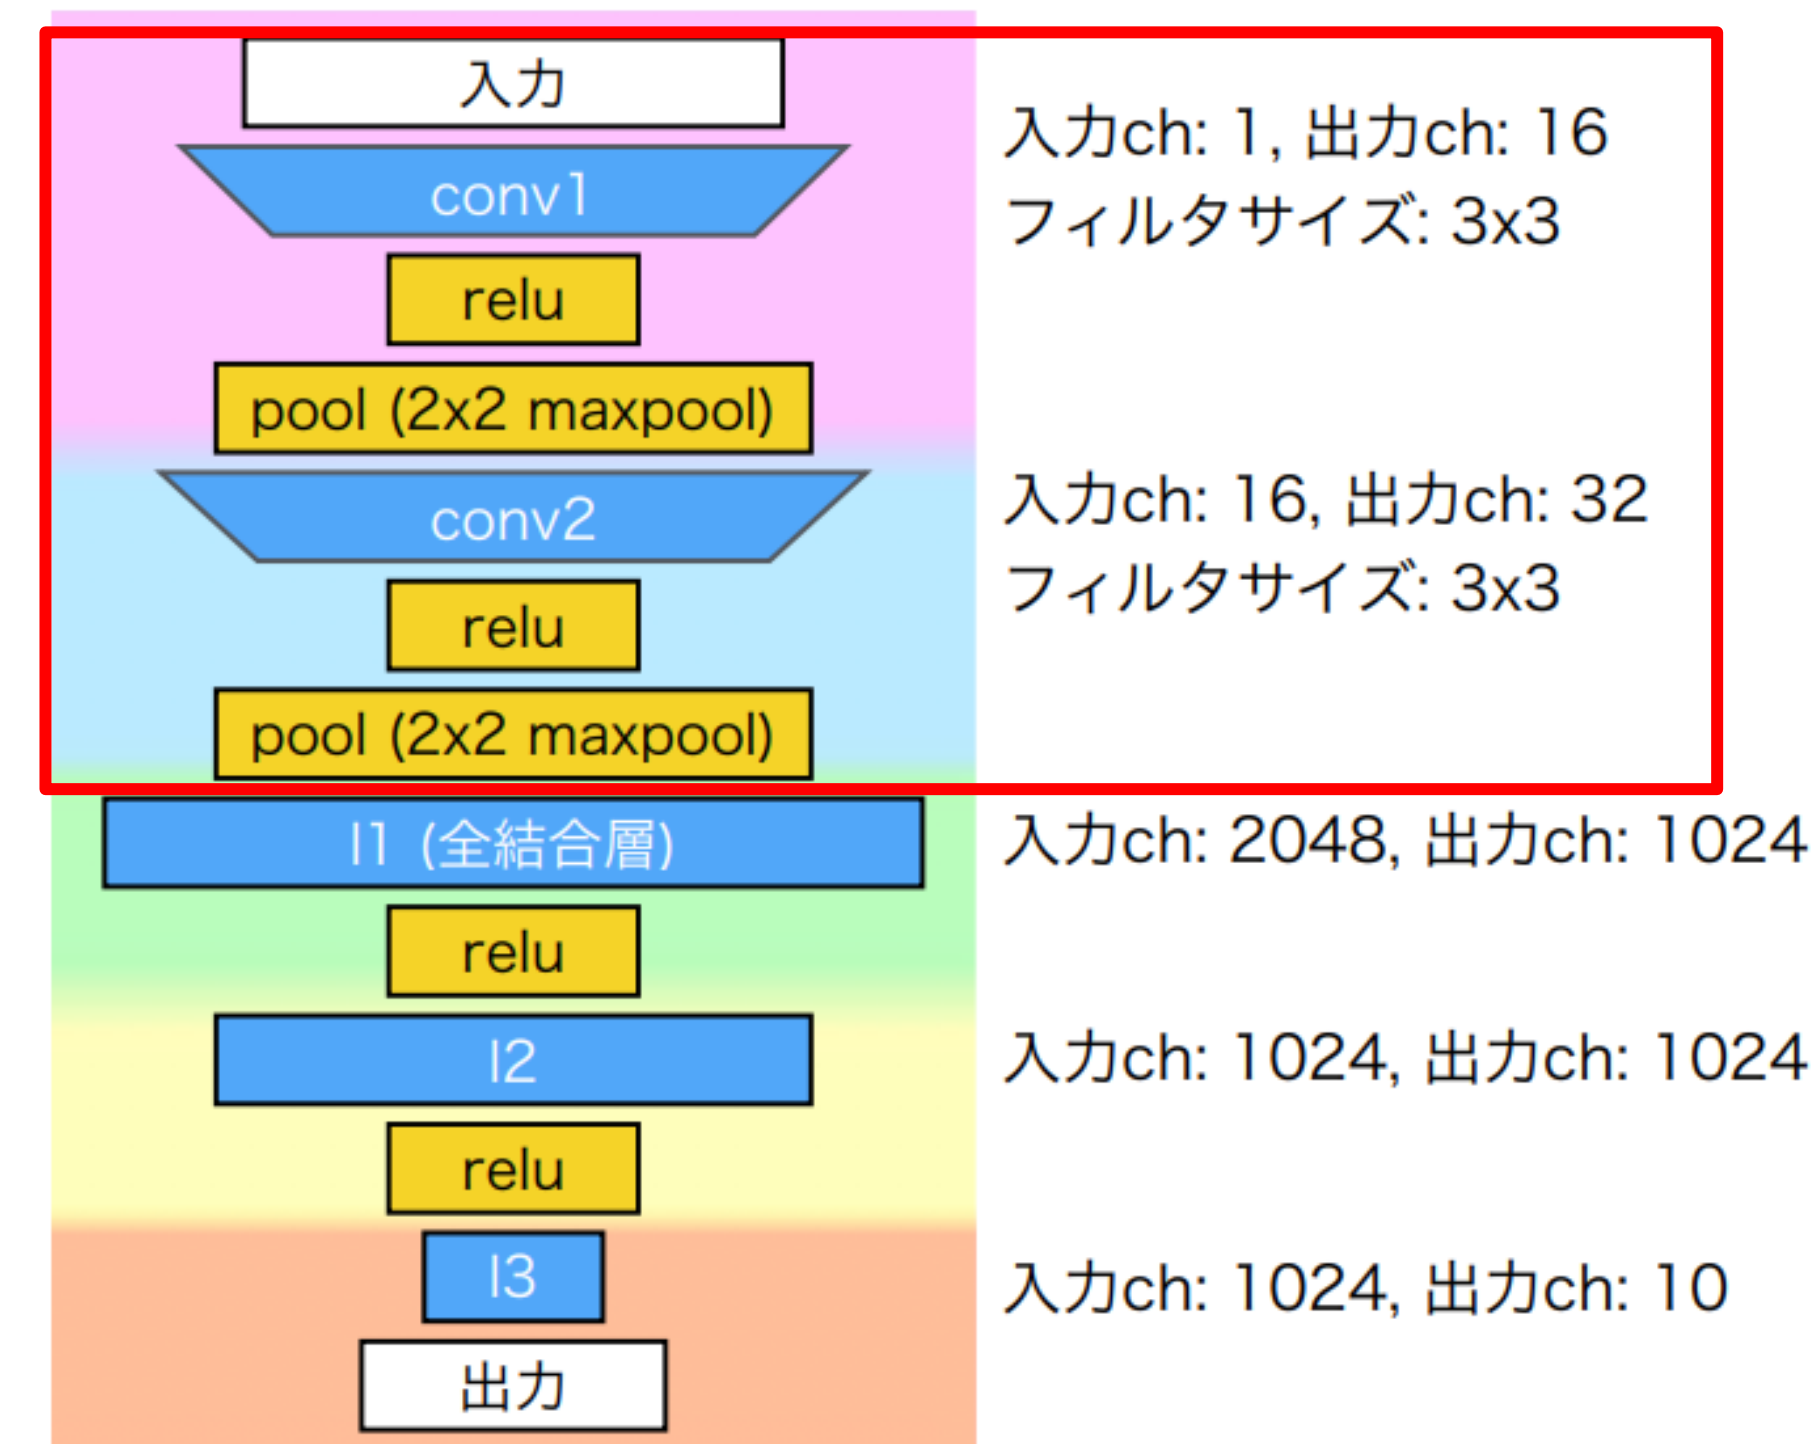 入力
入力ch: 1, 出力ch: 16
conv1
フィルタサイズ: 3x3
relu
pool (2x2 maxpool)
入力ch: 16, 出力ch: 32
conv2
フィルタサイズ: 3x3
relu
pool (2x2 maxpool)
l1 (全結合層)
入力ch: 2048, 出力ch: 1024
relu
l2
入力ch: 1024, 出力ch: 1024
relu
l3
入力ch: 1024, 出力ch: 10
出力